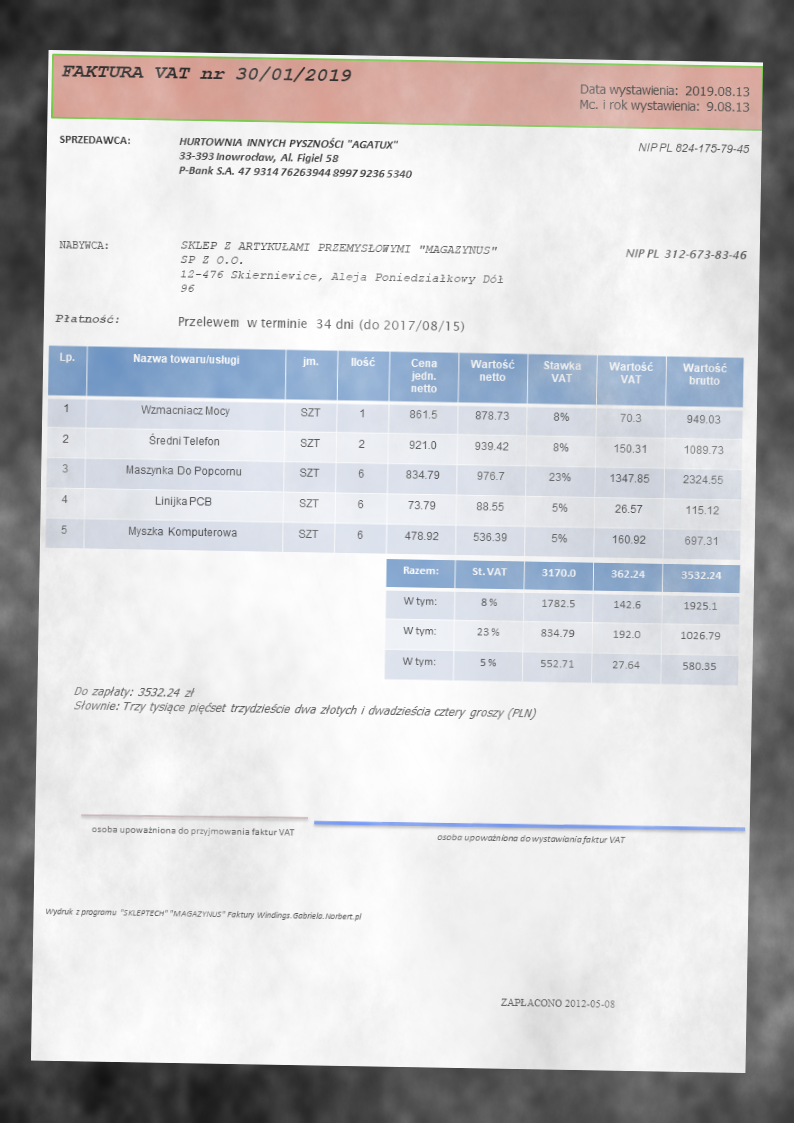 FAKTURA VAT nr 30/01/2019
Data wystawienia: 2019.08.13
Mc. i rok wystawienia: 9.08.13
SPRZEDAWCA:
HURTOWNIA INNYCH PYSZNOŚCI "AGATUX"
33-393 Inowrocław, Al. Figiel 58
P-Bank S.A. 47 9314 76263944 8997 9236 5340
NIP PL 824-175-79-45
NABYWCA:
SKLEP Z ARTYKUŁAMI PRZEMYSŁOWYMI "MAGAZYNUS"
SP Z O.O.
12-476 Skierniewice, Aleja Poniedziałkowy Dół
96
NIP PL 312-673-83-46
Płatność: Przelewem w terminie 34 dni (do 2017/08/15)
Lp. Nazwa towaru/usługi jm. Ilość Cena jedn. netto Wartość netto Stawka VAT Wartość VAT Wartość brutto
1 Wzmacniacz Mocy SZT 1 861.5 878.73 8% 70.3 949.03
2 Średni Telefon SZT 2 921.0 939.42 8% 150.31 1089.73
3 Maszynka Do Popcornu SZT 6 834.79 976.7 23% 1347.85 2324.55
4 Linijka PCB SZT 6 73.79 88.55 5% 26.57 115.12
5 Myszka Komputerowa SZT 6 478.92 536.39 5% 160.92 697.31
Razem: St. VAT 3170.0 362.24 3532.24
W tym: 8 % 1782.5 142.6 1925.1
W tym: 23 % 834.79 192.0 1026.79
W tym: 5 % 552.71 27.64 580.35
Do zapłaty: 3532.24 zł
Słownie: Trzy tysiące pięćset trzydzieście dwa złotych i dwadzieścia cztery groszy (PLN)
osoba upoważniona do przyjmowania faktur VAT
osoba upoważniona do wystawiania faktur VAT
Wydruk z programu "SKLEPTECH" "MAGAZYNUS" Faktury Windings.Gabriela.Norbert.pl
ZAPŁACONO 2012-05-08